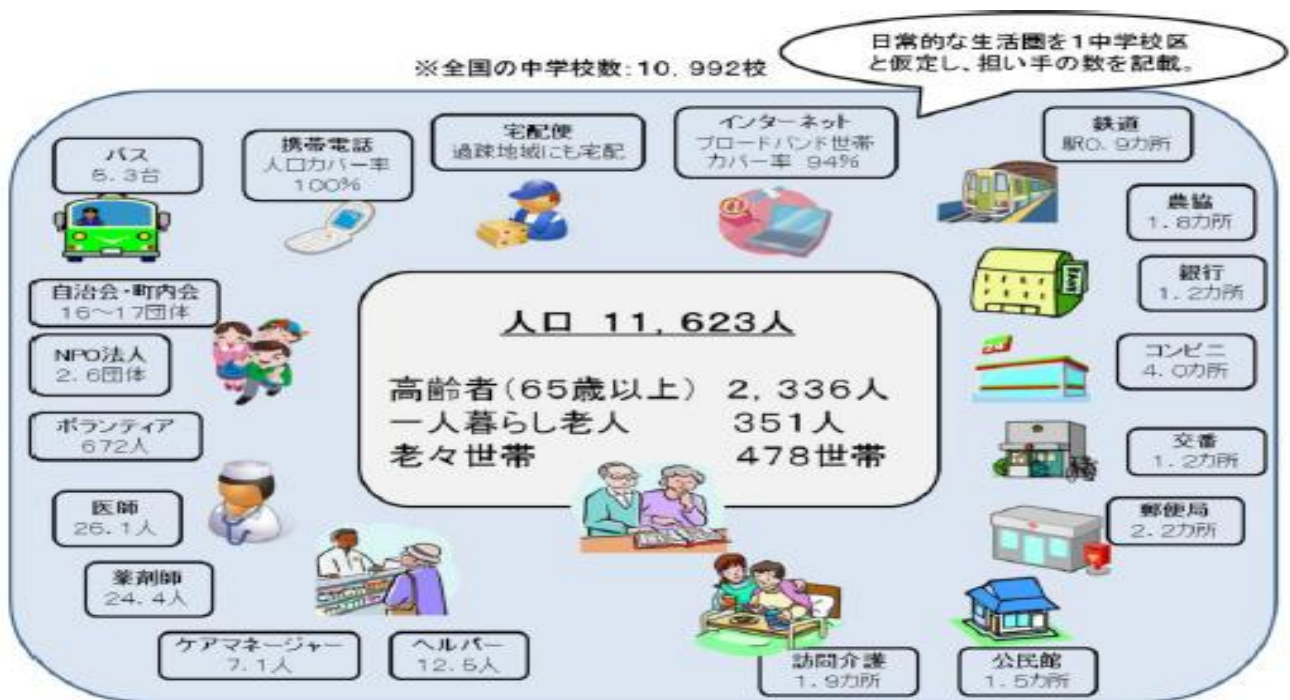 日常的な生活圏を1中学校区
と仮定し、担い手の数を記載。
※全国の中学校数：10，992校
バス
5．3台
携帯電話
人口カバー率
100％
宅配便
過疎地域にも宅配
インターネット
ブロードバンド世帯
カバー率 94％
鉄道
駅0．9カ所
農協
1．8カ所
銀行
1．2カ所
コンビニ
4．0カ所
交番
1．2カ所
郵便局
2．2カ所
公民館
1．5カ所
訪問介護
1．9カ所
ヘルパー
12．5人
ケアマネージャー
7．1人
薬剤師
24．4人
医師
26．1人
ボランティア
672人
NPO法人
2．6団体
自治会・町内会
16～17団体
人口 11，623人
高齢者（65歳以上） 2，336人
一人暮らし老人 351人
老々世帯 478世帯